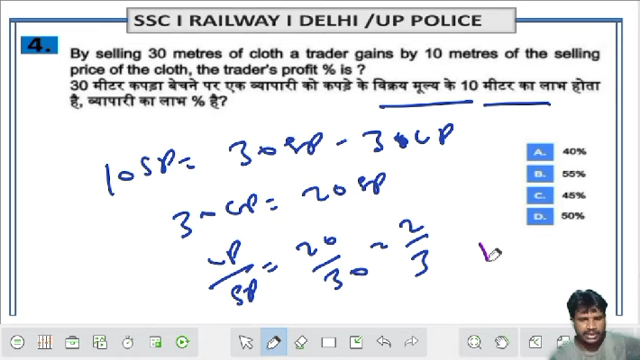 SSC I RAILWAY I DELHI /UP POLICE
4.
By selling 30 metres of cloth a trader gains by 10 metres of the selling
price of the cloth, the trader's profit % is ?
30 मीटर कपड़ा बेचने पर एक व्यापारी को कपड़े के विक्रय मूल्य के 10 मीटर का लाभ होता
है, व्यापारी का लाभ % है?
10SP= 30SP - 30CP
30CP= 20SP
CP/SP = 20/30 = 2/3
A. 40%
B. 55%
C. 45%
D. 50%